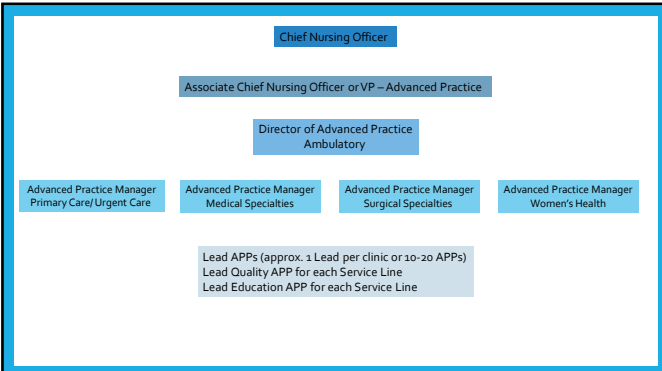 Chief Nursing Officer
Associate Chief Nursing Officer or VP – Advanced Practice
Director of Advanced Practice
Ambulatory
Advanced Practice Manager
Primary Care/ Urgent Care
Advanced Practice Manager
Medical Specialties
Advanced Practice Manager
Surgical Specialties
Advanced Practice Manager
Women's Health
Lead APPs (approx. 1 Lead per clinic or 10-20 APPs)
Lead Quality APP for each Service Line
Lead Education APP for each Service Line